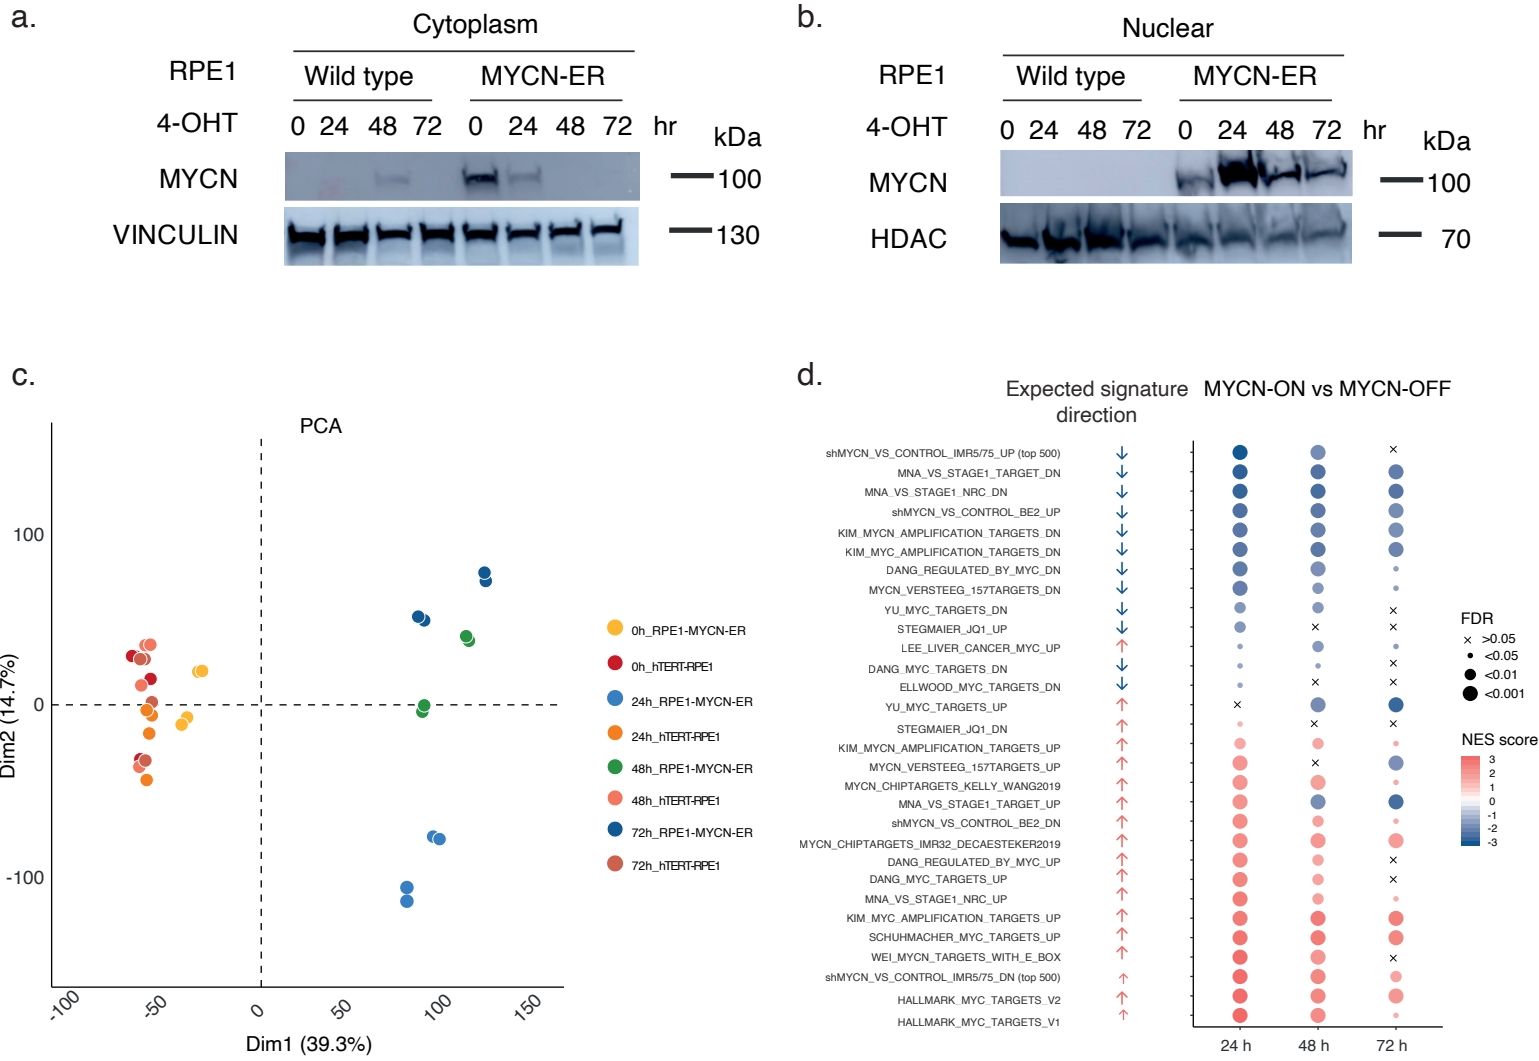 a.
Cytoplasm
RPE1 Wild type MYCN-ER
4-OHT 0 24 48 72 0 24 48 72 hr
kDa
MYCN 100
VINCULIN 130
b.
Nuclear
RPE1 Wild type MYCN-ER
4-OHT 0 24 48 72 0 24 48 72 hr
kDa
MYCN 100
HDAC 70
c.
PCA
Dim2 (14.7%)
100
0
-100
-100 -50 0 50 100 150
Dim1 (39.3%)
0h_RPE1-MYCN-ER
0h_hTERT-RPE1
24h_RPE1-MYCN-ER
24h_hTERT-RPE1
48h_RPE1-MYCN-ER
48h_hTERT-RPE1
72h_RPE1-MYCN-ER
72h_hTERT-RPE1
d.
Expected signature
direction
MYCN-ON vs MYCN-OFF
shMYCN_VS_CONTROL_IMR5/75_UP (top 500) ↓ ×
MNA_VS_STAGE1_TARGET_DN ↓
MNA_VS_STAGE1_NRC_DN ↓
shMYCN_VS_CONTROL_BE2_UP ↓
KIM_MYCN_AMPLIFICATION_TARGETS_DN ↓
KIM_MYC_AMPLIFICATION_TARGETS_DN ↓
DANG_REGULATED_BY_MYC_DN ↓
MYCN_VERSTEEG_157TARGETS_DN ↓
YU_MYC_TARGETS_DN ↓ ×
STEGMAIER_JQ1_UP ↓ × ×
LEE_LIVER_CANCER_MYC_UP ↑
DANG_MYC_TARGETS_DN ↓ ×
ELLWOOD_MYC_TARGETS_DN ↓ × ×
YU_MYC_TARGETS_UP ↑ ×
STEGMAIER_JQ1_DN ↑ × ×
KIM_MYCN_AMPLIFICATION_TARGETS_UP ↑
MYCN_VERSTEEG_157TARGETS_UP ↑ ×
MYCN_CHIPTARGETS_KELLY_WANG2019 ↑
MNA_VS_STAGE1_TARGET_UP ↑
shMYCN_VS_CONTROL_BE2_DN ↑
MYCN_CHIPTARGETS_IMR32_DECAESTEKER2019 ↑
DANG_REGULATED_BY_MYC_UP ↑ ×
DANG_MYC_TARGETS_UP ↑ ×
MNA_VS_STAGE1_NRC_UP ↑
KIM_MYC_AMPLIFICATION_TARGETS_UP ↑
SCHUHMACHER_MYC_TARGETS_UP ↑
WEI_MYCN_TARGETS_WITH_E_BOX ↑ ×
shMYCN_VS_CONTROL_IMR5/75_DN (top 500) ↑
HALLMARK_MYC_TARGETS_V2 ↑
HALLMARK_MYC_TARGETS_V1 ↑
24 h 48 h 72 h
FDR
× >0.05
<0.05
<0.01
<0.001
NES score
3
2
1
0
-1
-2
-3